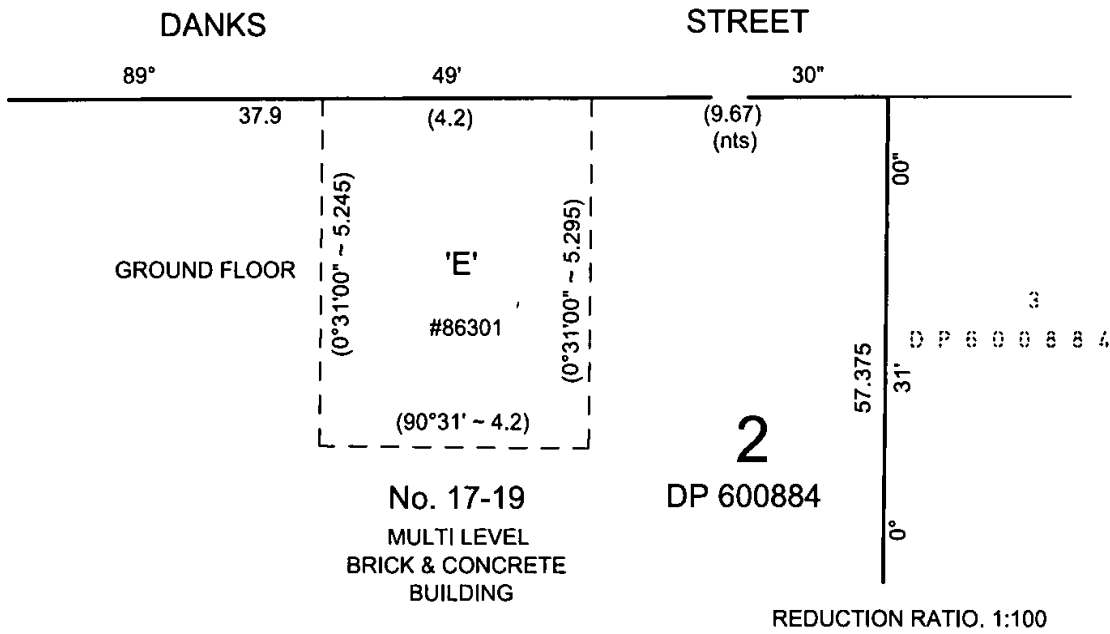 DANKS STREET
89° 49' 30"
37.9 (4.2) (9.67)
(nts)
00"
(0°31'00" ~ 5.245)
(0°31'00" ~ 5.295)
GROUND FLOOR
'E'
#86301
3
DP600884
57.375
31'
(90°31' ~ 4.2)
2
DP 600884
No. 17-19
MULTI LEVEL
BRICK & CONCRETE
BUILDING
0°
REDUCTION RATIO. 1:100